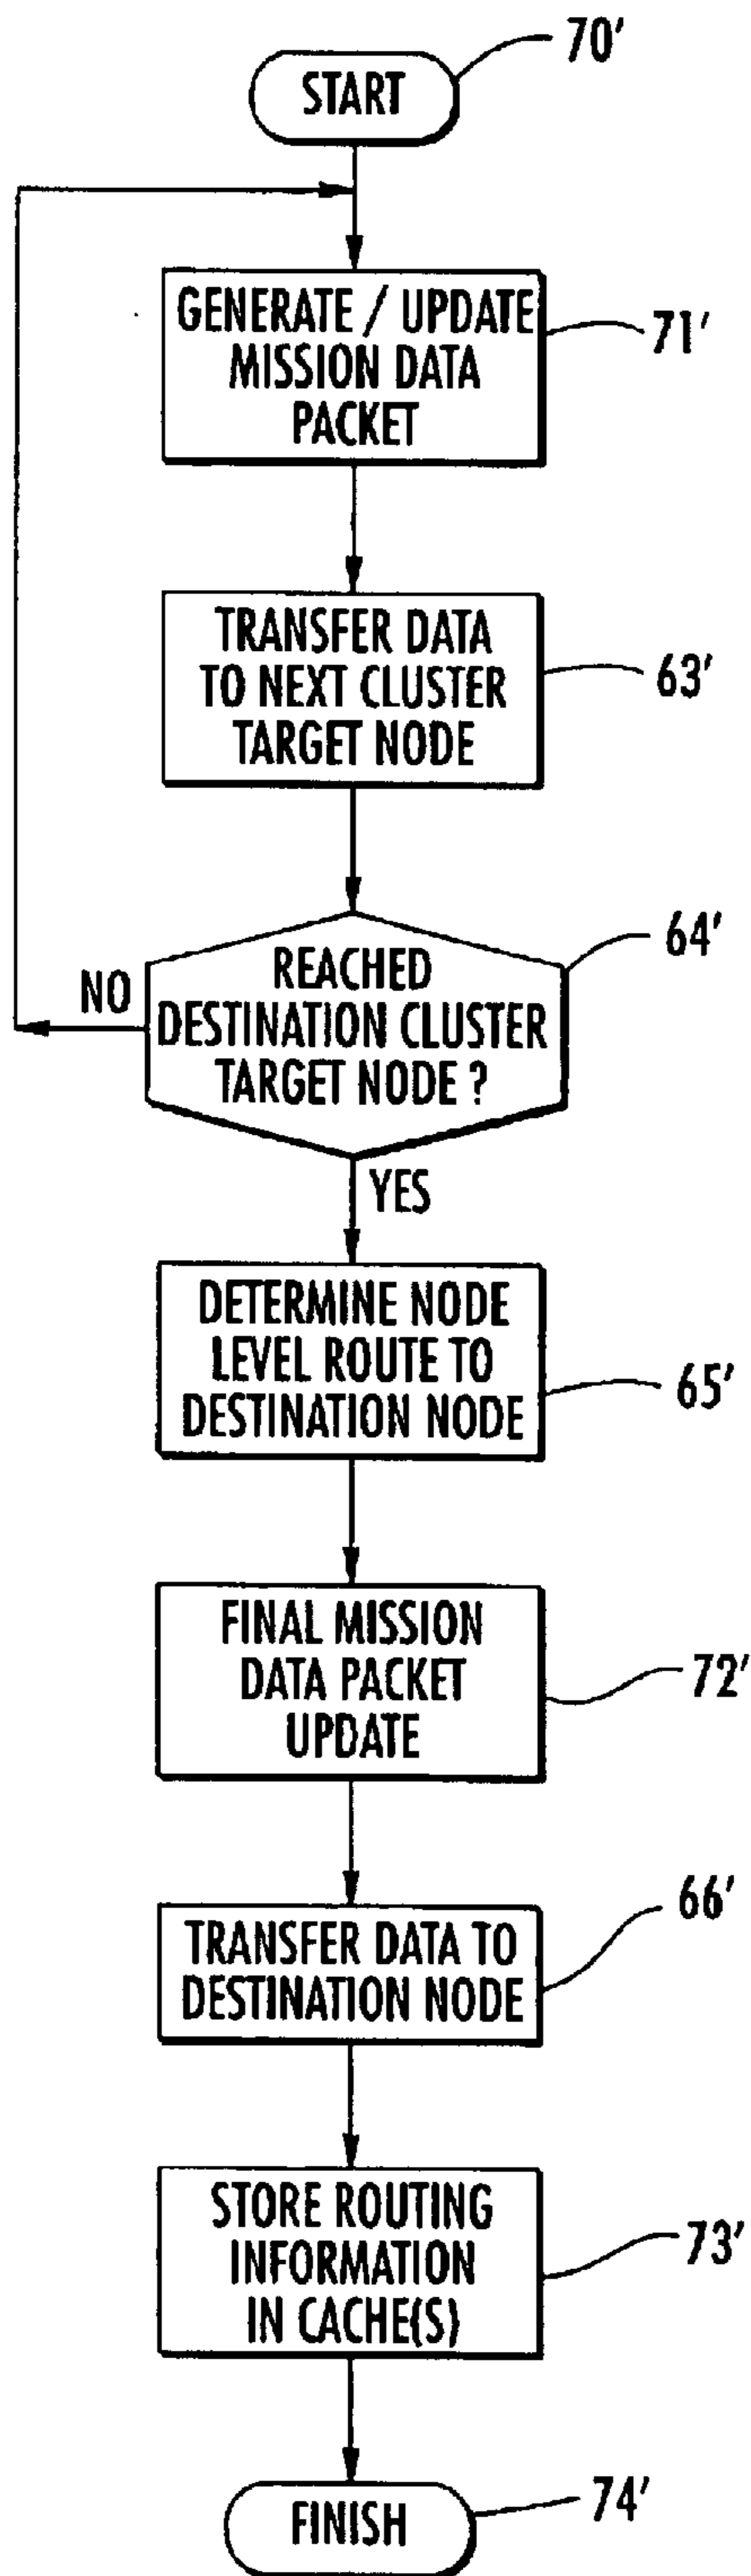 70'
START
GENERATE / UPDATE
MISSION DATA
PACKET
71'
TRANSFER DATA
TO NEXT CLUSTER
TARGET NODE
63'
REACHED
DESTINATION CLUSTER
TARGET NODE ?
64'
NO
YES
DETERMINE NODE
LEVEL ROUTE TO
DESTINATION NODE
65'
FINAL MISSION
DATA PACKET
UPDATE
72'
TRANSFER DATA TO
DESTINATION NODE
66'
STORE ROUTING
INFORMATION
IN CACHE(S)
73'
FINISH
74'